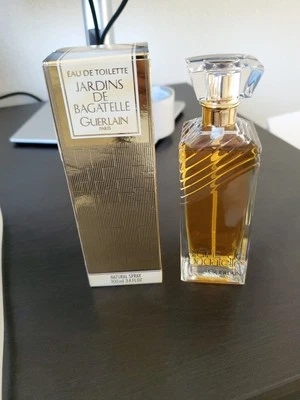 EAU DE TOILETTE
JARDINS
DE
BAGATELLE
GUERLAIN
PARIS
NATURAL SPRAY